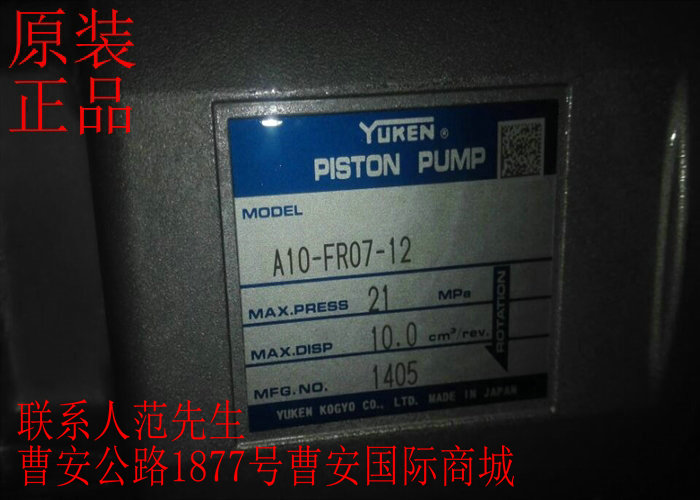 原装
正品
YUKEN ®
PISTON PUMP
MODEL
A10-FR07-12
MAX.PRESS 21 MPa
MAX.DISP 10.0 cm³/rev.
MFG.NO. 1405
ROTATION
YUKEN KOGYO CO., LTD. MADE IN JAPAN
联系人范先生
曹安公路1877号曹安国际商城